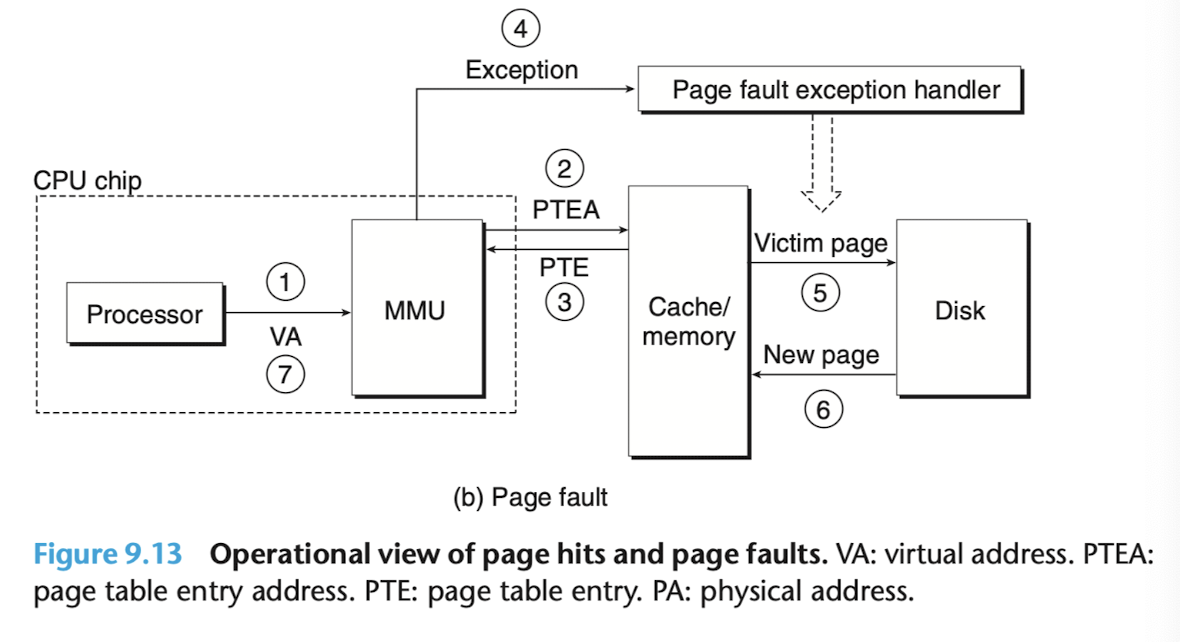 4
Exception
Page fault exception handler
CPU chip
2
PTEA
Victim page
1
PTE
5
Processor
MMU
3
Cache/
memory
Disk
VA
New page
7
6
(b) Page fault
Figure 9.13 Operational view of page hits and page faults. VA: virtual address. PTEA:
page table entry address. PTE: page table entry. PA: physical address.